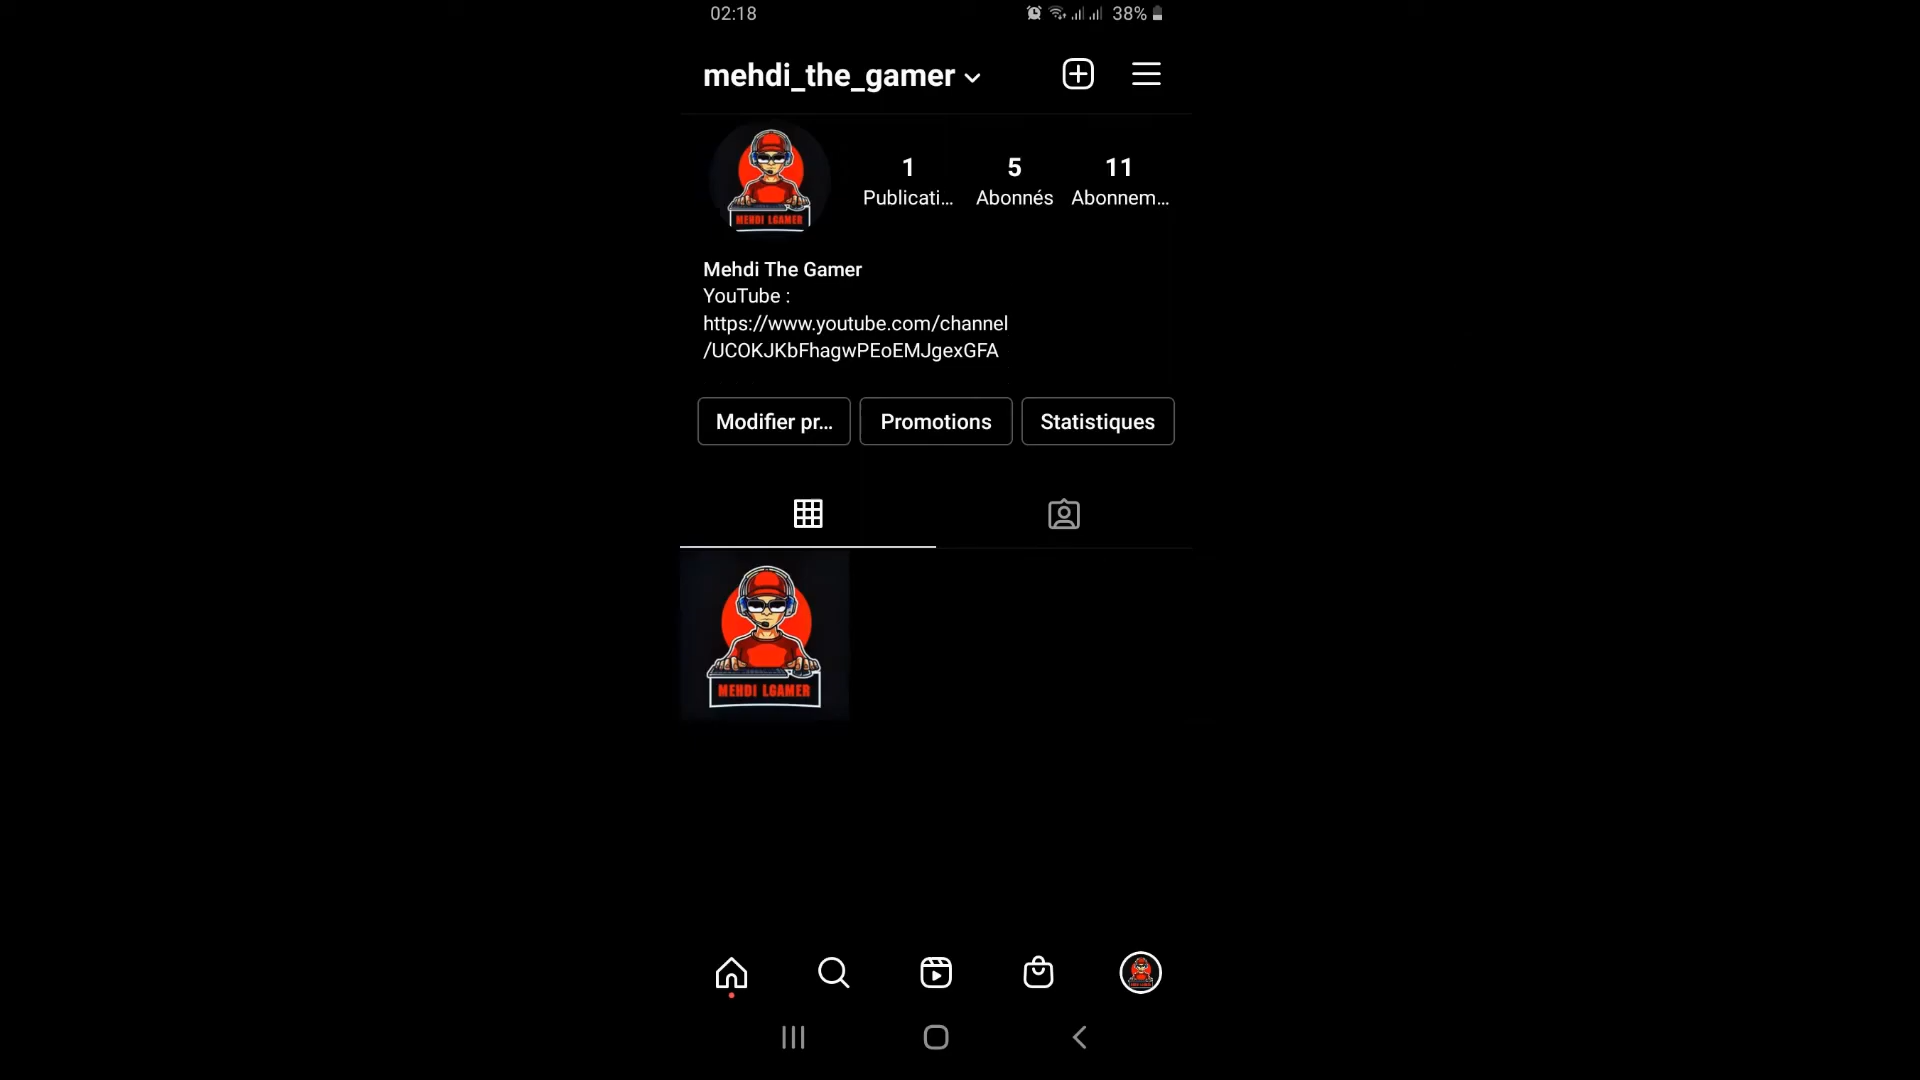 02:18
38%
mehdi_the_gamer
1
5
11
Publicati...
Abonnés
Abonnem...
MEHDI LGAMER
Mehdi The Gamer
YouTube :
https://www.youtube.com/channel
/UCOKJKbFhagwPEoEMJgexGFA
Modifier pr...
Promotions
Statistiques
MEHDI LGAMER